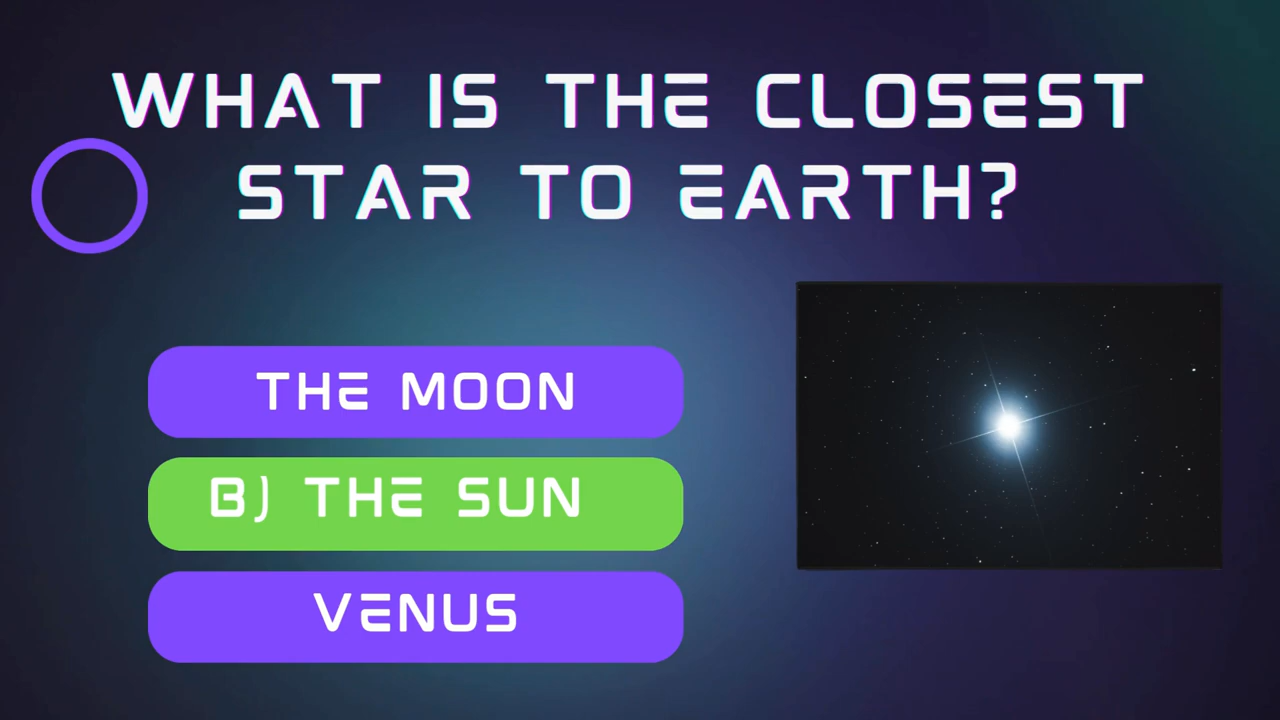 WHAT IS THE CLOSEST
STAR TO EARTH?
THE MOON
B) THE SUN
VENUS